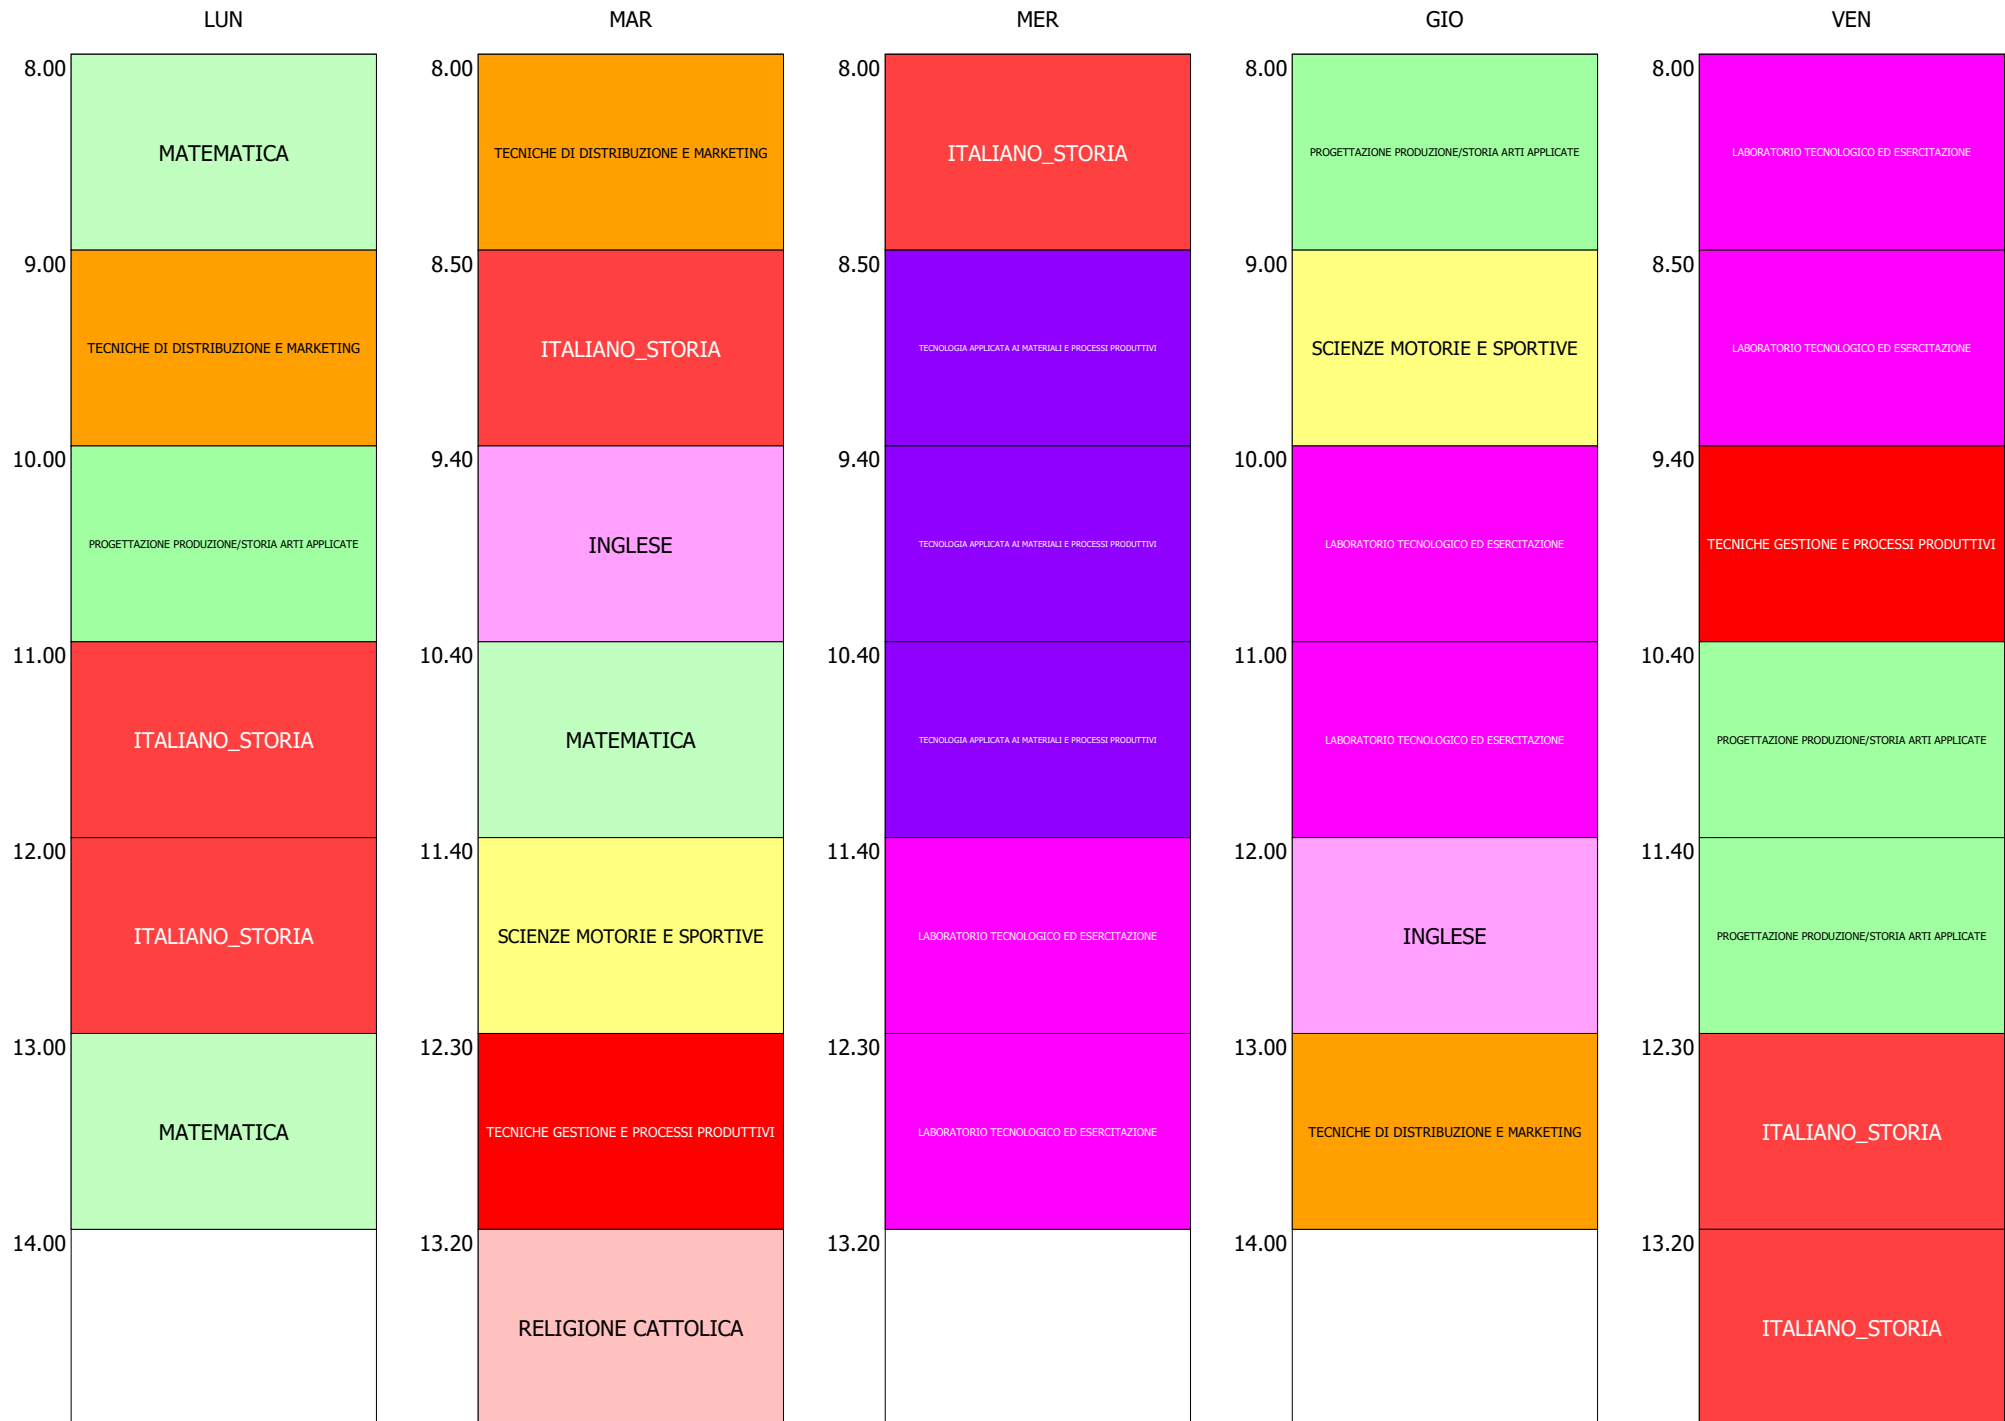 LUN
MAR
MER
GIO
VEN
8.00
MATEMATICA
9.00
TECNICHE DI DISTRIBUZIONE E MARKETING
10.00
PROGETTAZIONE PRODUZIONE/STORIA ARTI APPLICATE
11.00
ITALIANO_STORIA
12.00
ITALIANO_STORIA
13.00
MATEMATICA
14.00
8.00
TECNICHE DI DISTRIBUZIONE E MARKETING
8.50
ITALIANO_STORIA
9.40
INGLESE
10.40
MATEMATICA
11.40
SCIENZE MOTORIE E SPORTIVE
12.30
TECNICHE GESTIONE E PROCESSI PRODUTTIVI
13.20
RELIGIONE CATTOLICA
8.00
ITALIANO_STORIA
8.50
TECNOLOGIA APPLICATA AI MATERIALI E PROCESSI PRODUTTIVI
9.40
TECNOLOGIA APPLICATA AI MATERIALI E PROCESSI PRODUTTIVI
10.40
TECNOLOGIA APPLICATA AI MATERIALI E PROCESSI PRODUTTIVI
11.40
LABORATORIO TECNOLOGICO ED ESERCITAZIONE
12.30
LABORATORIO TECNOLOGICO ED ESERCITAZIONE
13.20
8.00
PROGETTAZIONE PRODUZIONE/STORIA ARTI APPLICATE
9.00
SCIENZE MOTORIE E SPORTIVE
10.00
LABORATORIO TECNOLOGICO ED ESERCITAZIONE
11.00
LABORATORIO TECNOLOGICO ED ESERCITAZIONE
12.00
INGLESE
13.00
TECNICHE DI DISTRIBUZIONE E MARKETING
14.00
8.00
LABORATORIO TECNOLOGICO ED ESERCITAZIONE
8.50
LABORATORIO TECNOLOGICO ED ESERCITAZIONE
9.40
TECNICHE GESTIONE E PROCESSI PRODUTTIVI
10.40
PROGETTAZIONE PRODUZIONE/STORIA ARTI APPLICATE
11.40
PROGETTAZIONE PRODUZIONE/STORIA ARTI APPLICATE
12.30
ITALIANO_STORIA
13.20
ITALIANO_STORIA